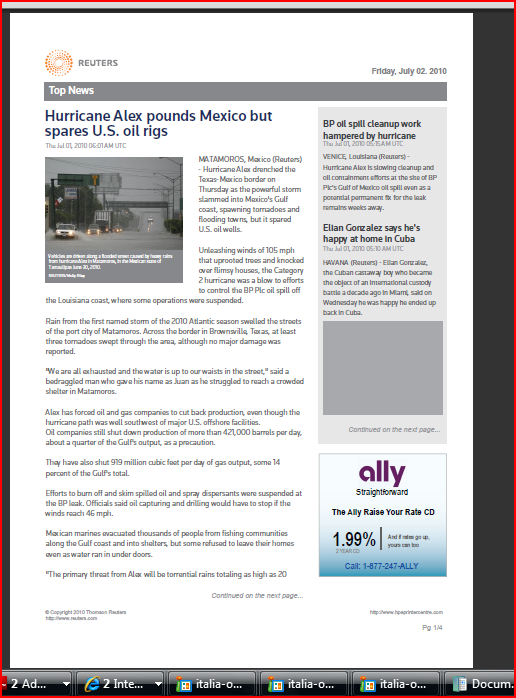 REUTERS
Friday, July 02. 2010
Top News
Hurricane Alex pounds Mexico but
spares U.S. oil rigs
Thu Jul 01, 2010 06:01AM UTC
Vehicles are driven along a flooded street caused by heavy rains
from hurricane Alex in Matamoros, in the Mexican state of
Tamaulipas June 30, 2010.
MATAMOROS, Mexico (Reuters)
- Hurricane Alex drenched the
Texas-Mexico border on
Thursday as the powerful storm
slammed into Mexico's Gulf
coast, spawning tornadoes and
flooding towns, but it spared
U.S. oil wells.
Unleashing winds of 105 mph
that uprooted trees and knocked
over flimsy houses, the Category
2 hurricane was a blow to efforts
to control the BP Plc oil spill off
the Louisiana coast, where some operations were suspended.
Rain from the first named storm of the 2010 Atlantic season swelled the streets
of the port city of Matamoros. Across the border in Brownsville, Texas, at least
three tornadoes swept through the area, although no major damage was
reported.
"We are all exhausted and the water is up to our waists in the street," said a
bedraggled man who gave his name as Juan as he struggled to reach a crowded
shelter in Matamoros.
Alex has forced oil and gas companies to cut back production, even though the
hurricane path was well southwest of major U.S. offshore facilities.
Oil companies still shut down production of more than 421,000 barrels per day,
about a quarter of the Gulf's output, as a precaution.
They have also shut 919 million cubic feet per day of gas output, some 14
percent of the Gulf's total.
Efforts to burn off and skim spilled oil and spray dispersants were suspended at
the BP leak. Officials said oil capturing and drilling would have to stop if the
winds reach 46 mph.
Mexican marines evacuated thousands of people from fishing communities
along the Gulf coast and into shelters, but some refused to leave their homes
even as water ran in under doors.
"The primary threat from Alex will be torrential rains totaling as high as 20
Continued on the next page...
BP oil spill cleanup work
hampered by hurricane
Thu Jul 01, 2010 05:15AM UTC
VENICE, Louisiana (Reuters) -
Hurricane Alex is slowing cleanup and
oil containment efforts at the site of BP
Plc's Gulf of Mexico oil spill even as a
potential permanent fix for the leak
remains weeks away.
Elian Gonzalez says he's
happy at home in Cuba
Thu Jul 01, 2010 05:10AM UTC
HAVANA (Reuters) - Elian Gonzalez,
the Cuban castaway boy who became
the object of an international custody
battle a decade ago in Miami, said on
Wednesday he was happy he ended up
back in Cuba.
Continued on the next page...
ally
Straightforward
The Ally Raise Your Rate CD
1.99%
2 YEAR CD
And if rates go up,
yours can too
Call: 1-877-247-ALLY
© Copyright 2010 Thomson Reuters
http://www.reuters.com
http://www.hpeprintercentre.com
Pg 1/4
2 Ad...
2 Inte...
italia-o...
italia-o...
italia-o...
Docum.